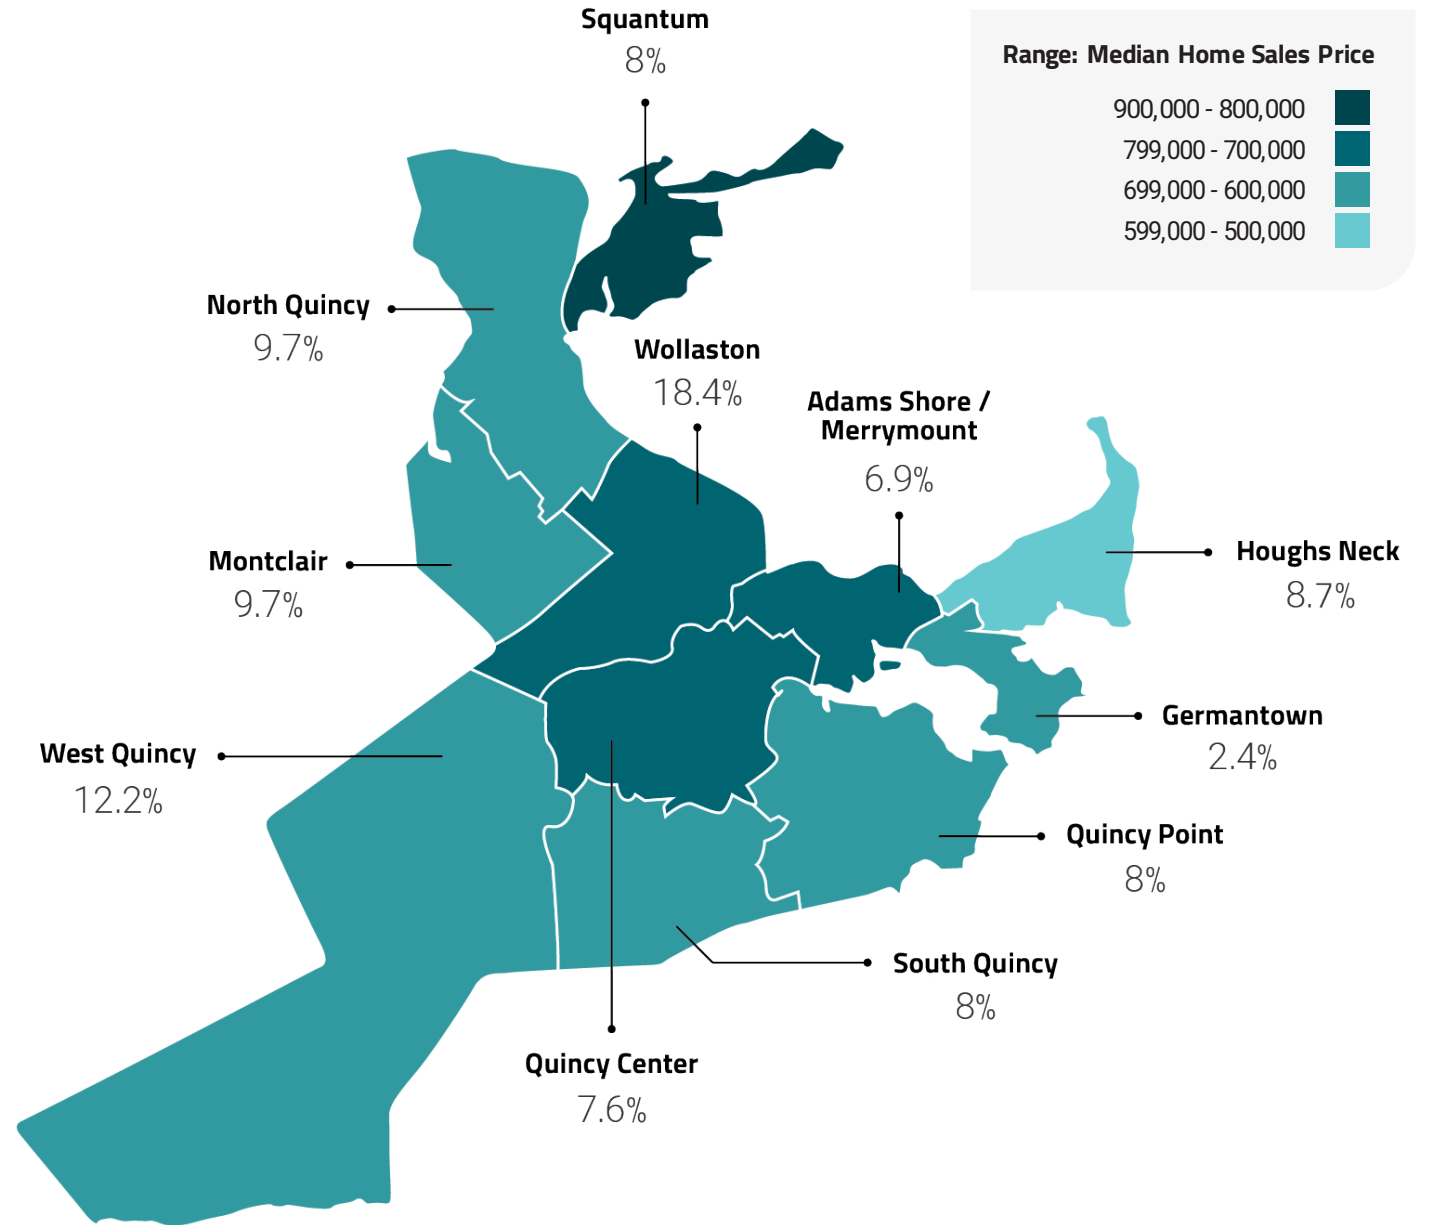 Squantum
8%
Range: Median Home Sales Price
900,000 - 800,000
799,000 - 700,000
699,000 - 600,000
599,000 - 500,000
North Quincy
9.7%
Wollaston
18.4%
Adams Shore /
Merrymount
6.9%
Houghs Neck
8.7%
Montclair
9.7%
Germantown
2.4%
West Quincy
12.2%
Quincy Point
8%
South Quincy
8%
Quincy Center
7.6%